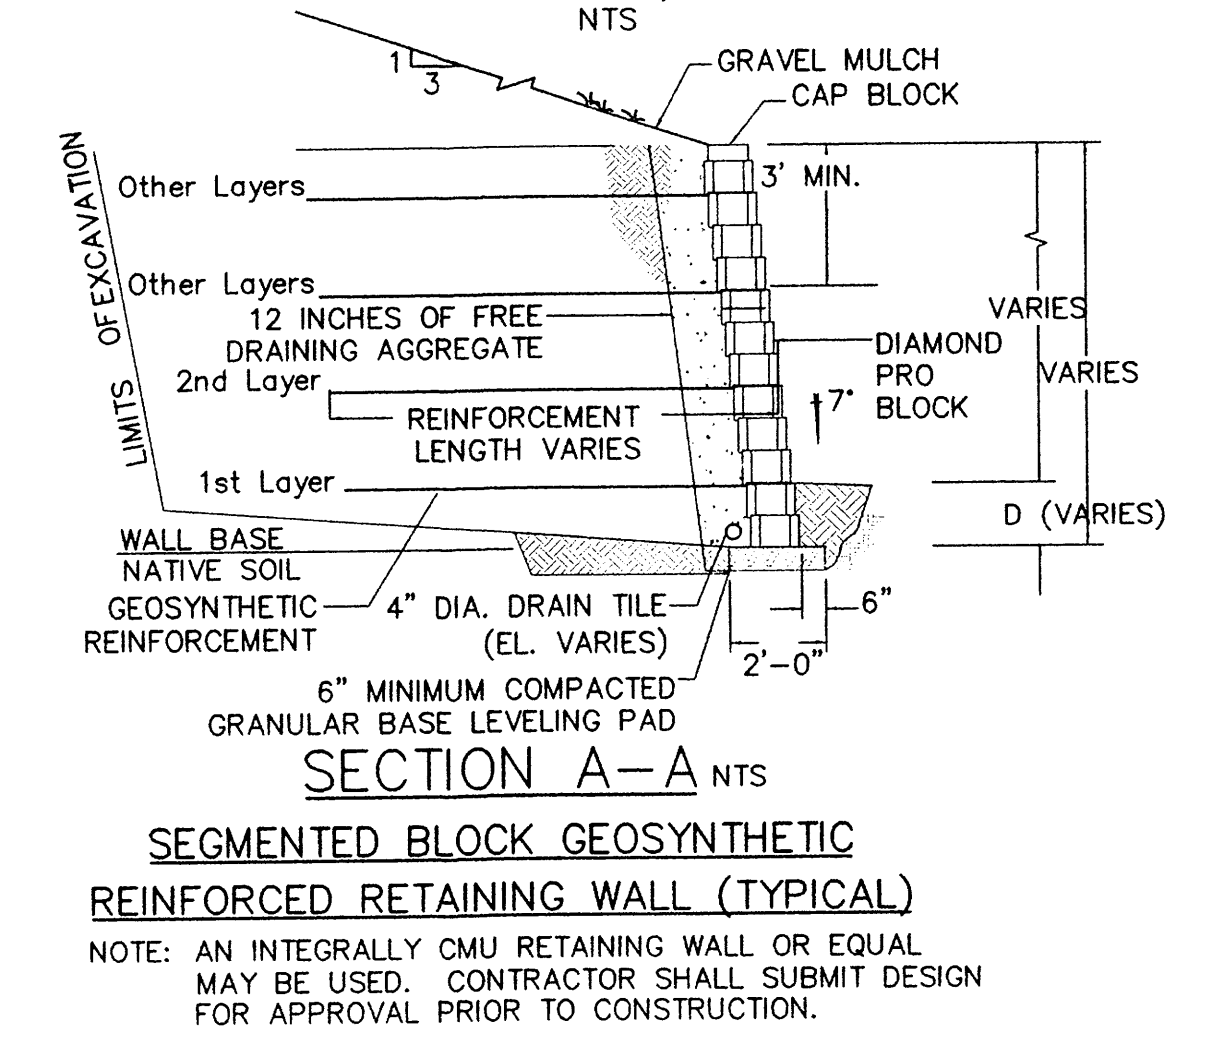 NTS
1
3
GRAVEL MULCH
CAP BLOCK
LIMITS OF EXCAVATION
Other Layers
3' MIN.
Other Layers
12 INCHES OF FREE
DRAINING AGGREGATE
VARIES
DIAMOND
PRO
BLOCK
VARIES
2nd Layer
7°
REINFORCEMENT
LENGTH VARIES
1st Layer
D (VARIES)
WALL BASE
NATIVE SOIL
GEOSYNTHETIC
REINFORCEMENT
4" DIA. DRAIN TILE
(EL. VARIES)
6"
2'-0"
6" MINIMUM COMPACTED
GRANULAR BASE LEVELING PAD
SECTION A-A NTS
SEGMENTED BLOCK GEOSYNTHETIC
REINFORCED RETAINING WALL (TYPICAL)
NOTE: AN INTEGRALLY CMU RETAINING WALL OR EQUAL
MAY BE USED. CONTRACTOR SHALL SUBMIT DESIGN
FOR APPROVAL PRIOR TO CONSTRUCTION.